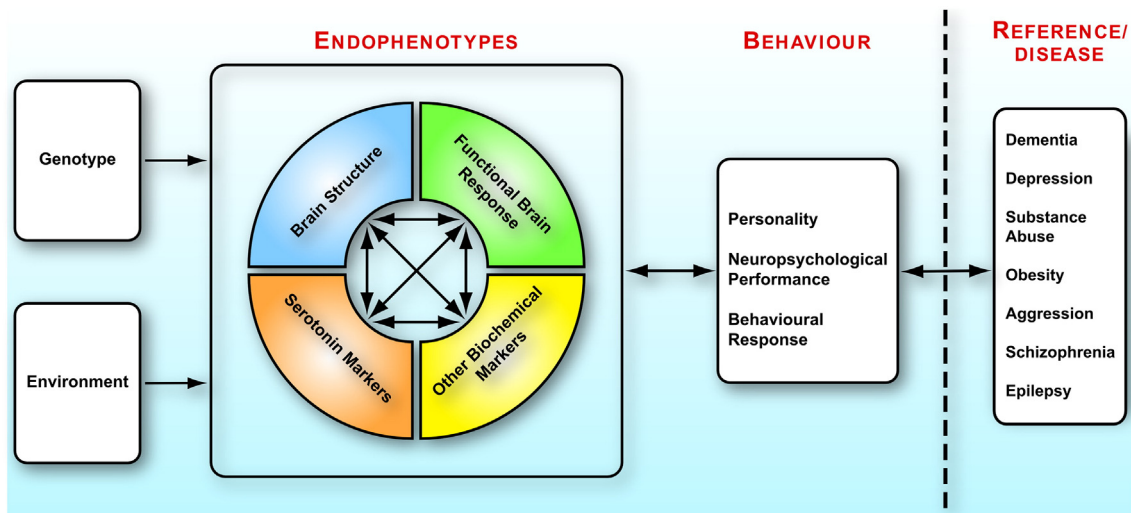 ENDOPHENOTYPES
BEHAVIOUR
REFERENCE/
DISEASE
Genotype
Environment
Brain Structure
Functional Brain
Response
Serotonin Markers
Other Biochemical
Markers
Personality
Neuropsychological
Performance
Behavioural
Response
Dementia
Depression
Substance
Abuse
Obesity
Aggression
Schizophrenia
Epilepsy